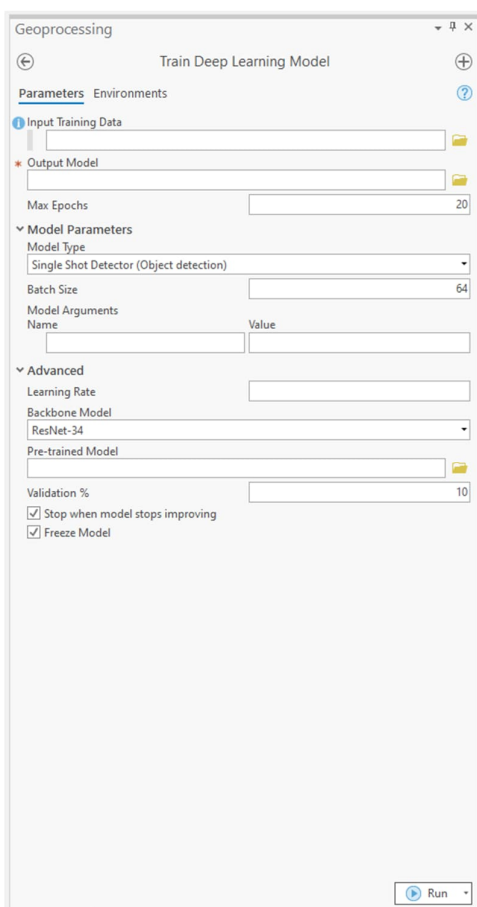 Geoprocessing
Train Deep Learning Model
Parameters Environments
Input Training Data
* Output Model
Max Epochs 20
Model Parameters
Model Type
Single Shot Detector (Object detection)
Batch Size 64
Model Arguments
Name Value
Advanced
Learning Rate
Backbone Model
ResNet-34
Pre-trained Model
Validation % 10
Stop when model stops improving
Freeze Model
Run